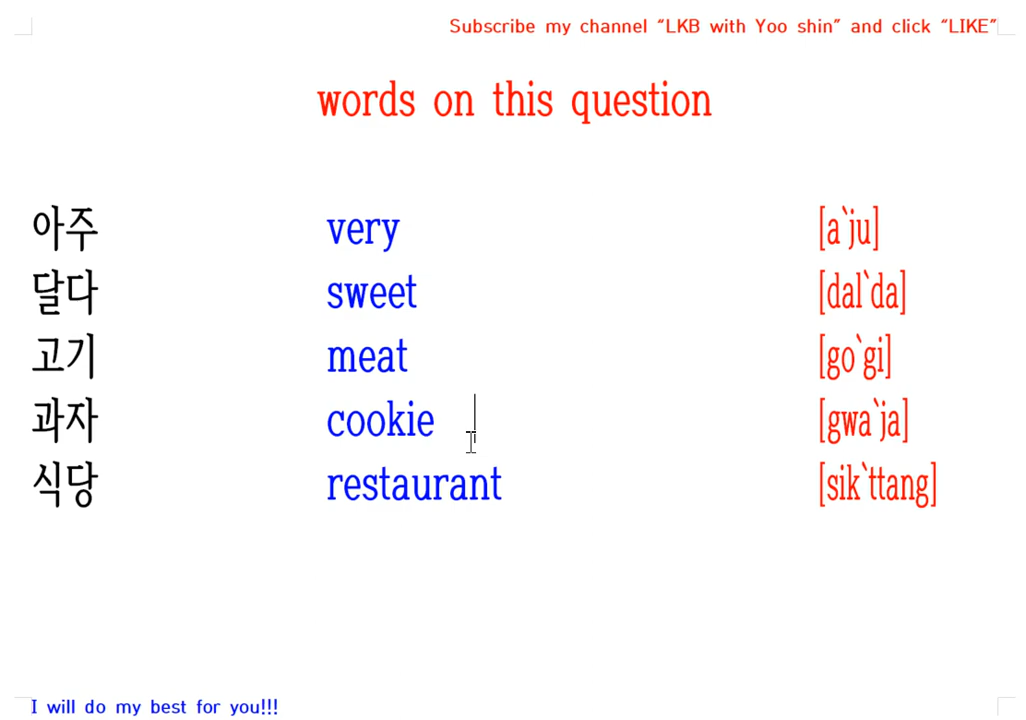 Subscribe my channel “LKB with Yoo shin” and click “LIKE”
words on this question
아주 very [a`ju]
달다 sweet [dal`da]
고기 meat [go`gi]
과자 cookie [gwa`ja]
식당 restaurant [sik`ttang]
I will do my best for you!!!